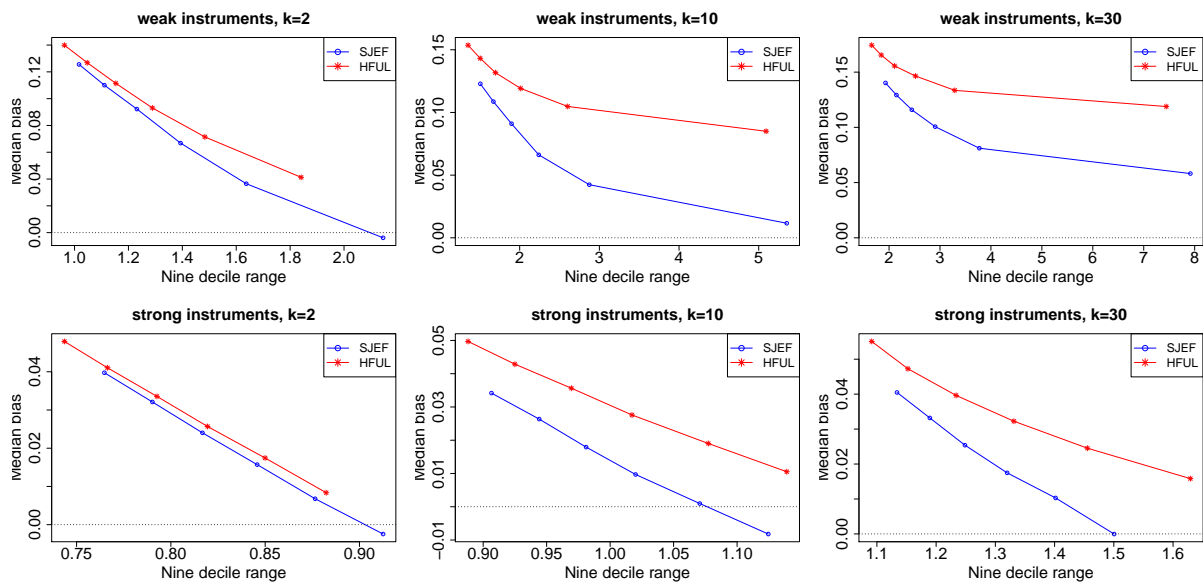 weak instruments, k=2
SJEF
HFUL
Median bias
0.00
0.04
0.08
0.12
1.0 1.2 1.4 1.6 1.8 2.0
Nine decile range
weak instruments, k=10
SJEF
HFUL
Median bias
0.00
0.05
0.10
0.15
2 3 4 5
Nine decile range
weak instruments, k=30
SJEF
HFUL
Median bias
0.00
0.05
0.10
0.15
2 3 4 5 6 7 8
Nine decile range
strong instruments, k=2
SJEF
HFUL
Median bias
0.00
0.02
0.04
0.75 0.80 0.85 0.90
Nine decile range
strong instruments, k=10
SJEF
HFUL
Median bias
-0.01
0.01
0.03
0.05
0.90 0.95 1.00 1.05 1.10
Nine decile range
strong instruments, k=30
SJEF
HFUL
Median bias
0.00
0.02
0.04
1.1 1.2 1.3 1.4 1.5 1.6
Nine decile range